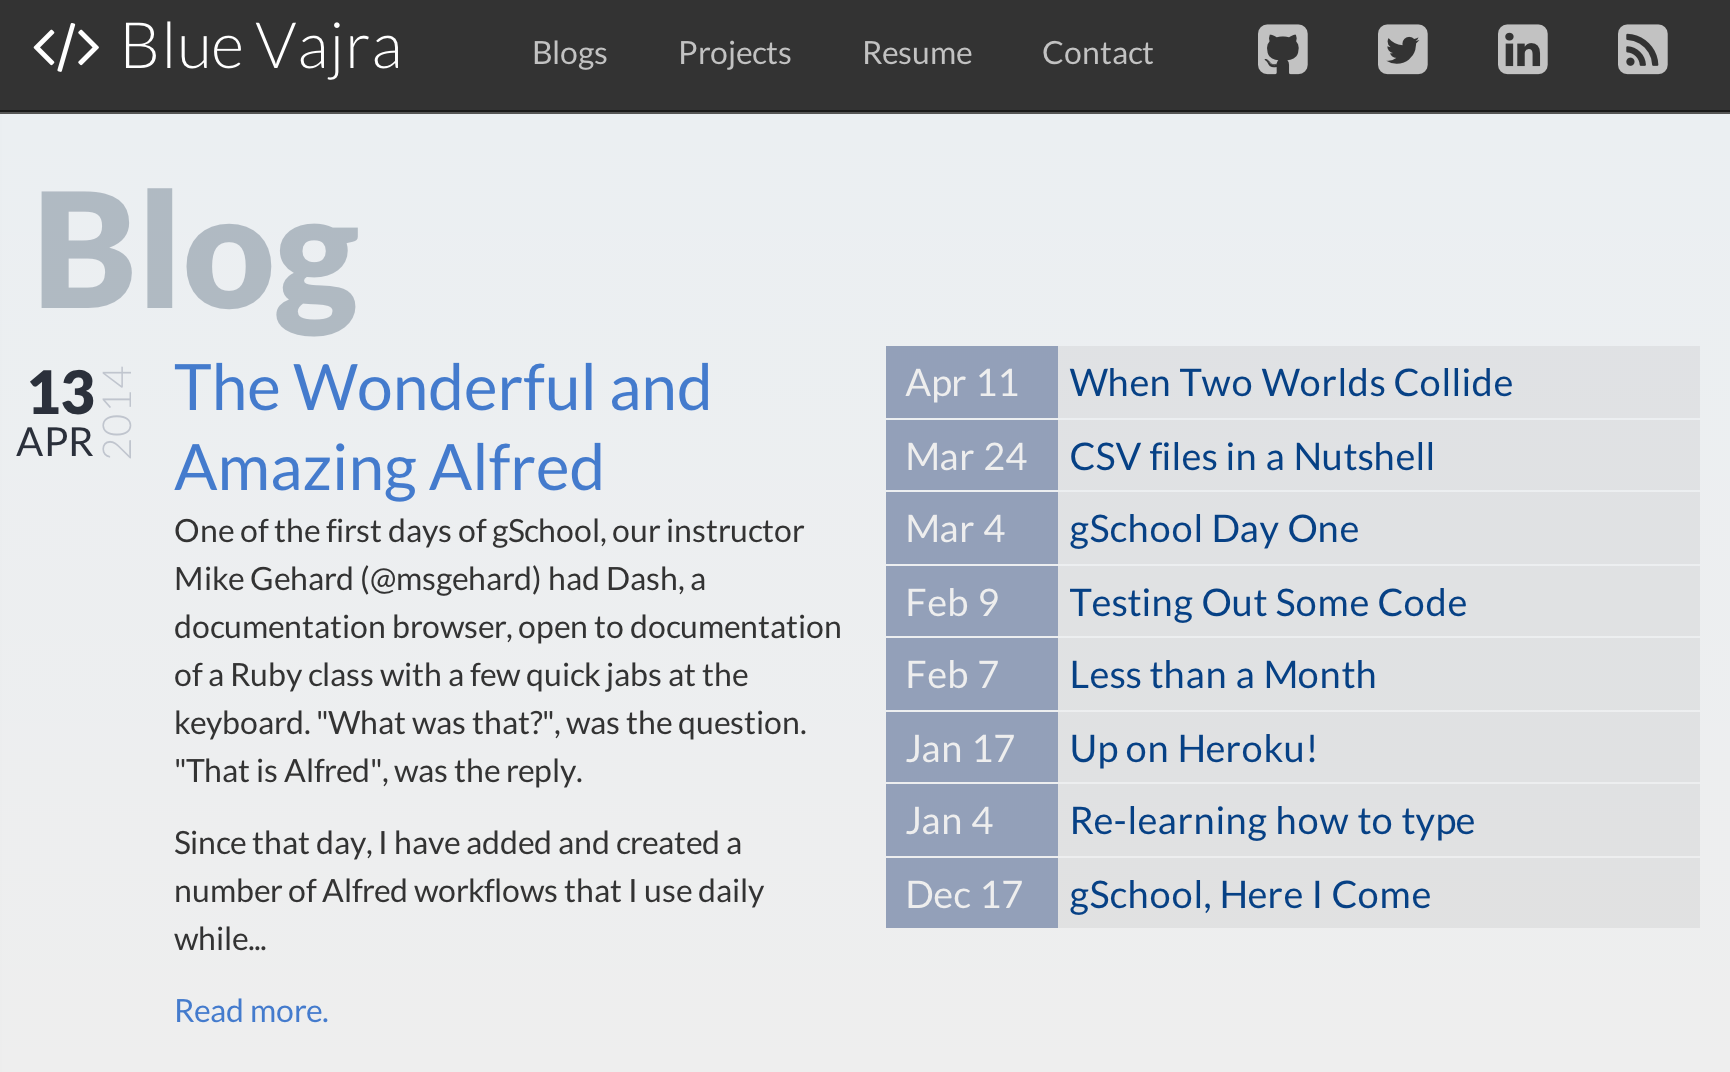 </> Blue Vajra
Blogs Projects Resume Contact
Blog
13
APR
2014
The Wonderful and
Amazing Alfred
One of the first days of gSchool, our instructor
Mike Gehard (@msgehard) had Dash, a
documentation browser, open to documentation
of a Ruby class with a few quick jabs at the
keyboard. "What was that?", was the question.
"That is Alfred", was the reply.
Since that day, I have added and created a
number of Alfred workflows that I use daily
while...
Read more.
Apr 11 When Two Worlds Collide
Mar 24 CSV files in a Nutshell
Mar 4 gSchool Day One
Feb 9 Testing Out Some Code
Feb 7 Less than a Month
Jan 17 Up on Heroku!
Jan 4 Re-learning how to type
Dec 17 gSchool, Here I Come